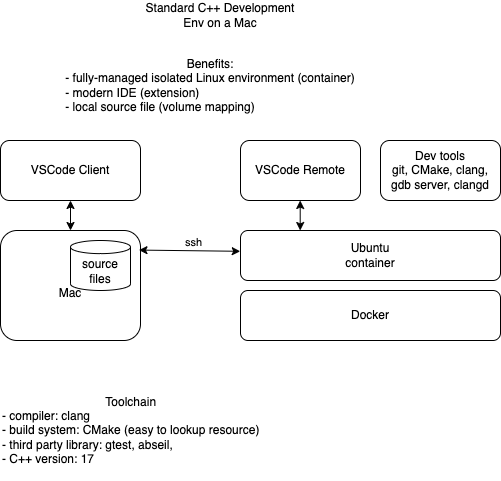 Standard C++ Development
Env on a Mac
Benefits:
- fully-managed isolated Linux environment (container)
- modern IDE (extension)
- local source file (volume mapping)
VSCode Client
VSCode Remote
Dev tools
git, CMake, clang,
gdb server, clangd
source
files
Mac
ssh
Ubuntu
container
Docker
Toolchain
- compiler: clang
- build system: CMake (easy to lookup resource)
- third party library: gtest, abseil,
- C++ version: 17